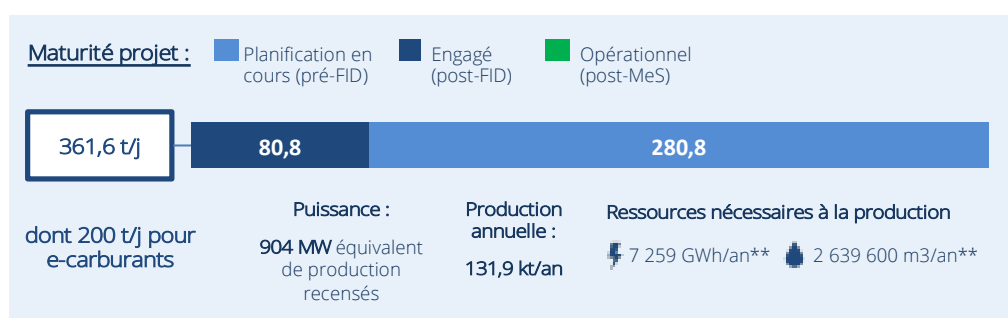 Maturité projet :
Planification en
cours (pré-FID)
Engagé
(post-FID)
Opérationnel
(post-MeS)
361,6 t/j
80,8
280,8
dont 200 t/j pour
e-carburants
Puissance :
904 MW équivalent
de production
recensés
Production
annuelle :
131,9 kt/an
Ressources nécessaires à la production
7 259 GWh/an**
2 639 600 m3/an**